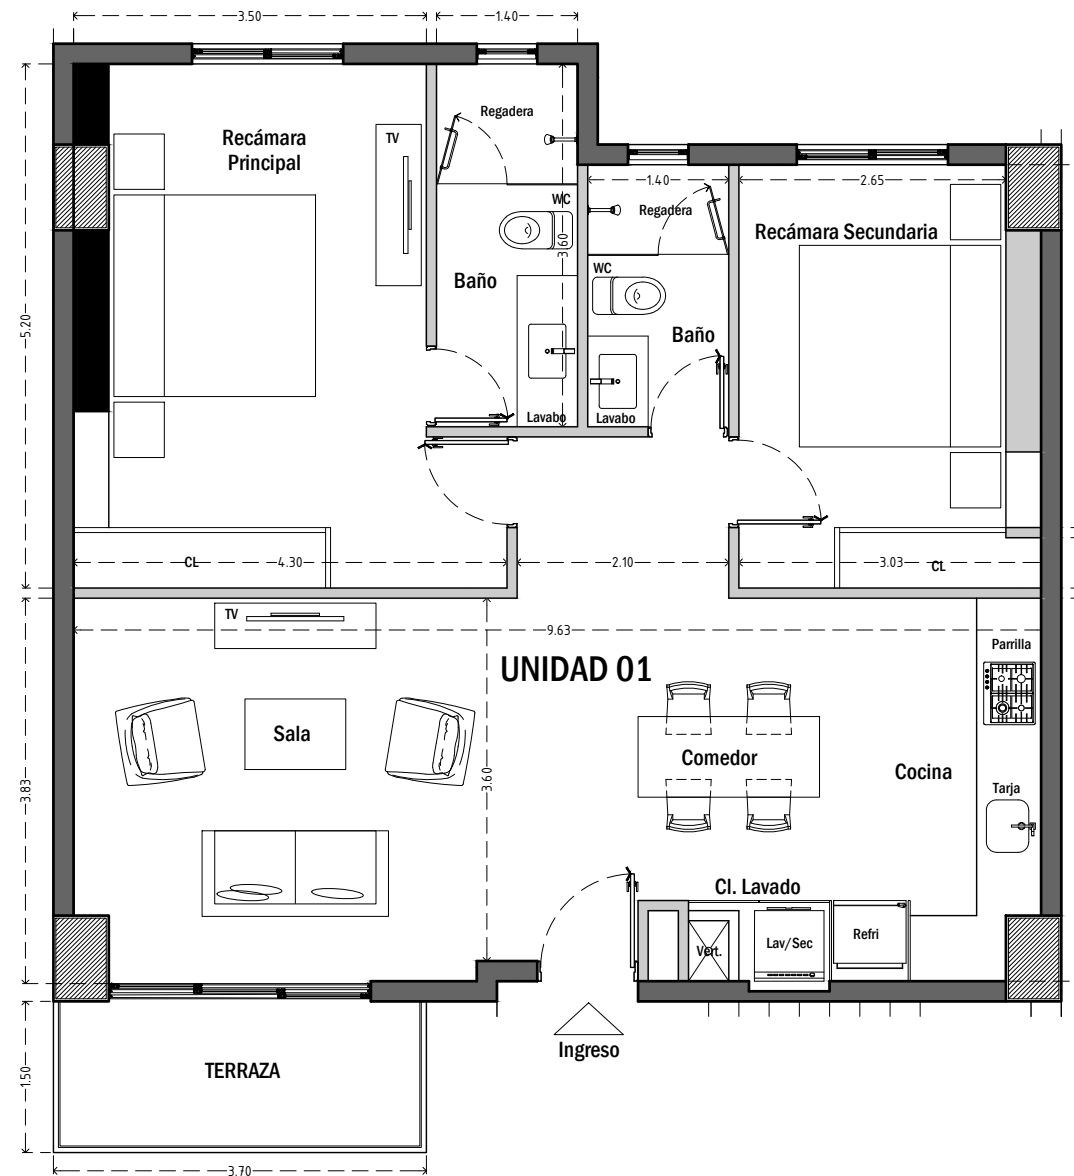 3.50
1.40
Regadera
TV
Recámara
Principal
WC
1.40
2.65
Regadera
Recámara Secundaria
3.60
WC
Baño
5.20
Baño
Lavabo
Lavabo
CL
4.30
2.10
3.03
CL
TV
9.63
Parrilla
UNIDAD 01
Sala
Comedor
Cocina
3.83
3.60
Tarja
Cl. Lavado
Vert.
Lav/Sec
Refri
Ingreso
TERRAZA
1.50
3.70